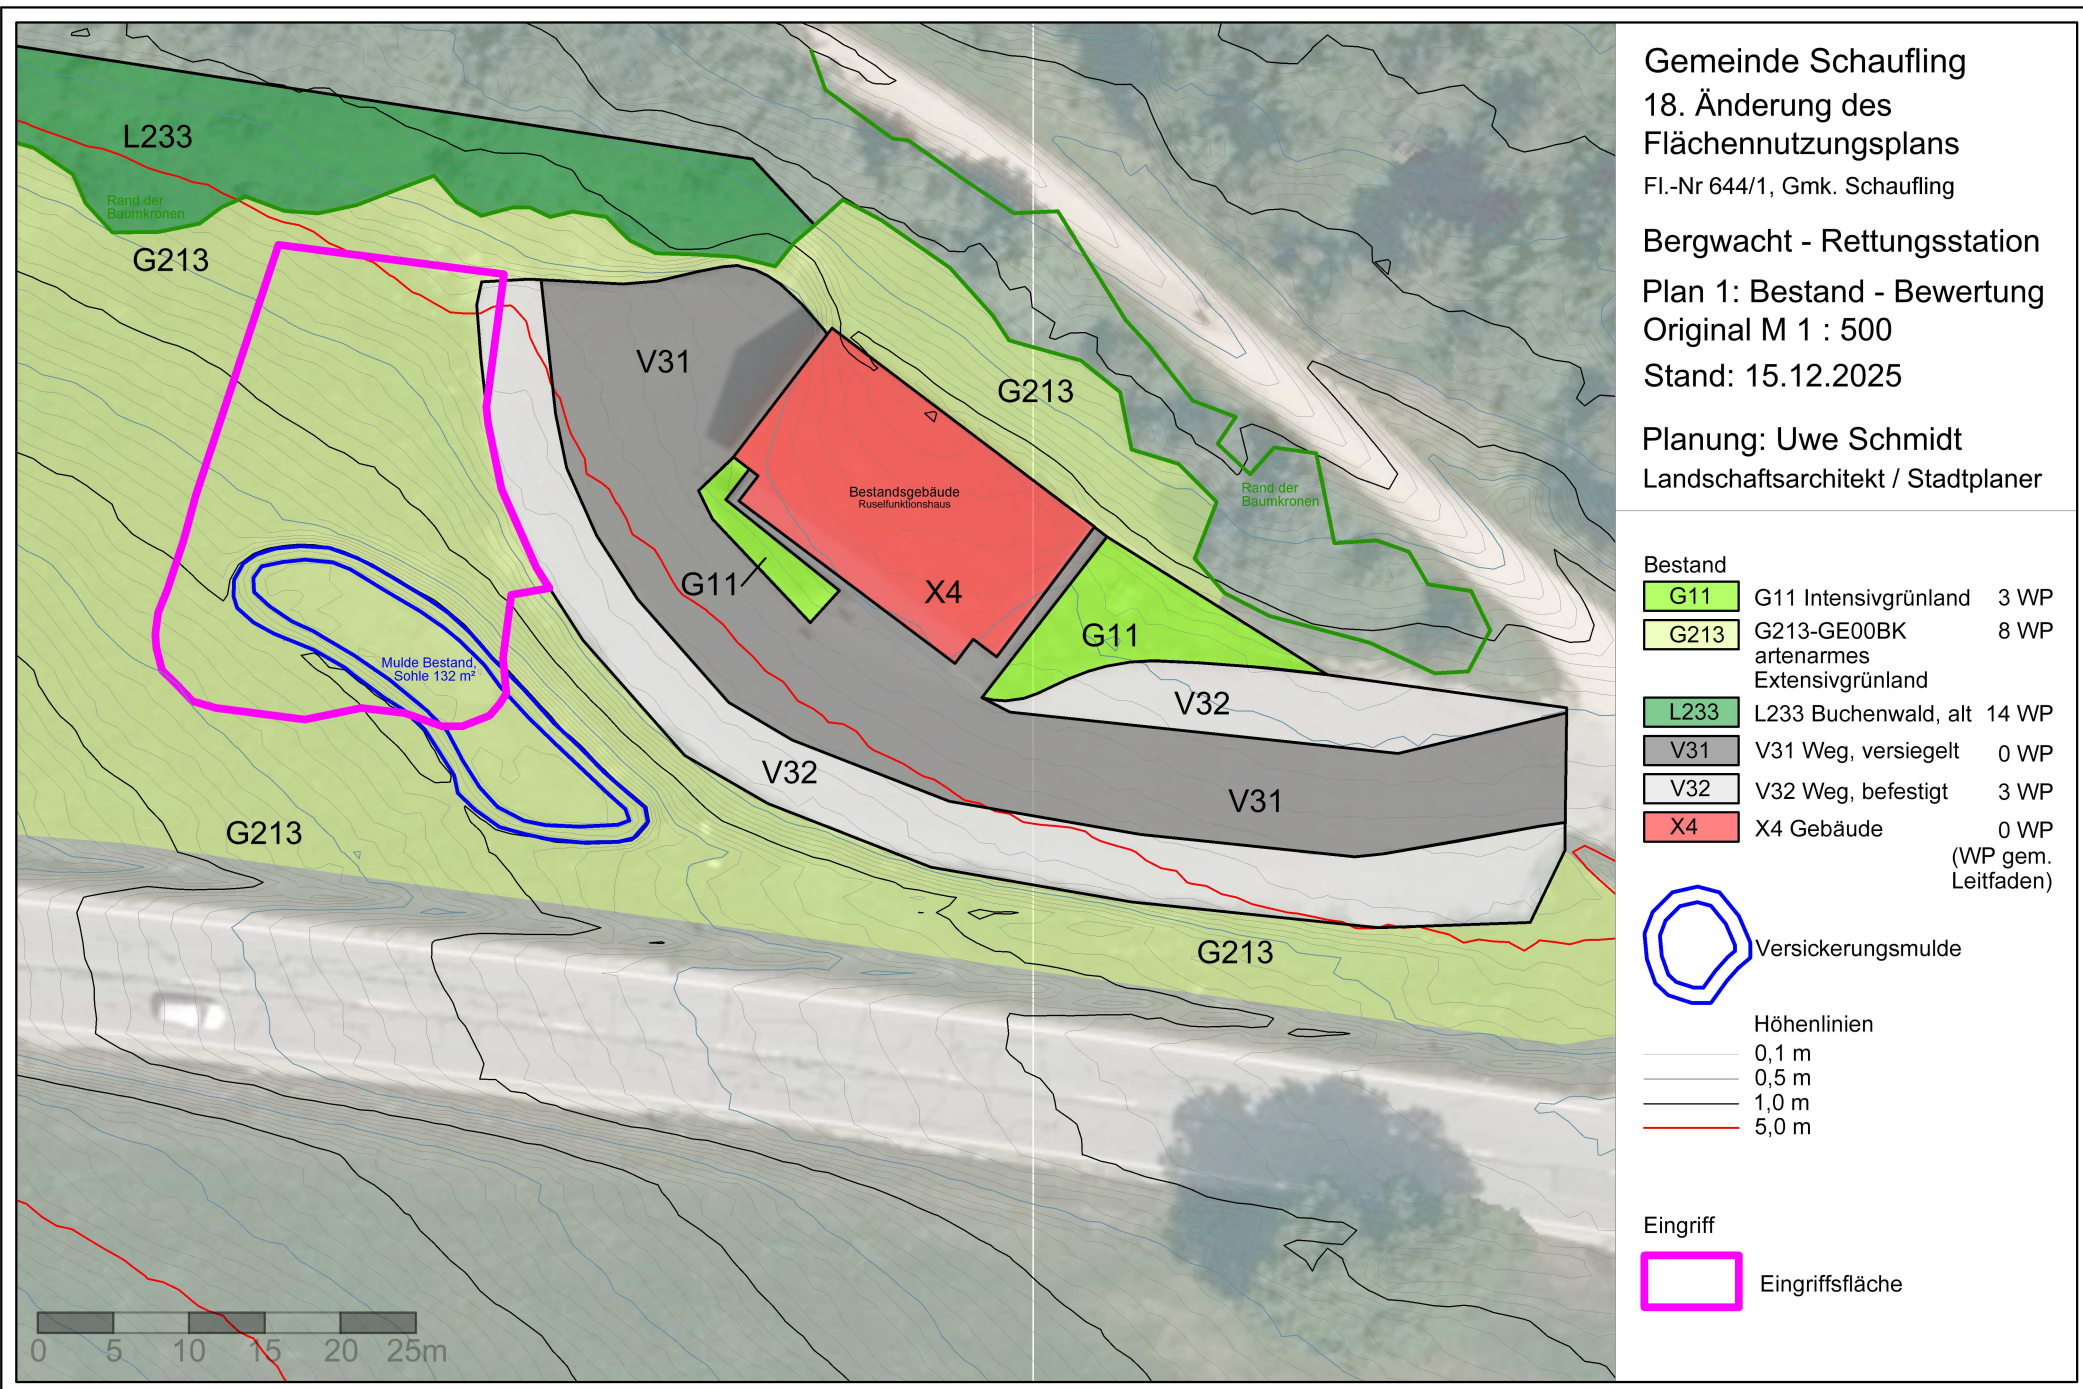 Gemeinde Schaufling
18. Änderung des
Flächennutzungsplans
Fl.-Nr 644/1, Gmk. Schaufling
Bergwacht - Rettungsstation
Plan 1: Bestand - Bewertung
Original M 1 : 500
Stand: 15.12.2025
Planung: Uwe Schmidt
Landschaftsarchitekt / Stadtplaner
Bestand
G11 G11 Intensivgrünland 3 WP
G213 G213-GE00BK 8 WP
artenarmes
Extensivgrünland
L233 L233 Buchenwald, alt 14 WP
V31 V31 Weg, versiegelt 0 WP
V32 V32 Weg, befestigt 3 WP
X4 X4 Gebäude 0 WP
(WP gem.
Leitfaden)
Versickerungsmulde
Höhenlinien
0,1 m
0,5 m
1,0 m
5,0 m
Eingriff
Eingriffsfläche
L233
Rand der
Baumkronen
G213
V31
G213
Rand der
Baumkronen
Bestandsgebäude
Ruselfunktionshaus
G11
X4
G11
Mulde Bestand,
Sohle 132 m²
V32
V32
V31
G213
G213
0 5 10 15 20 25m